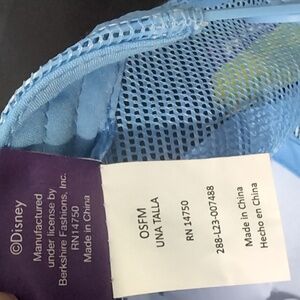 ©Disney
Manufactured
under license by
Berkshire Fashions, Inc.
RN14750
Made in China
OSFM
UNA TALLA
RN 14750
288-L23-007488
Made in China
Hecho en China